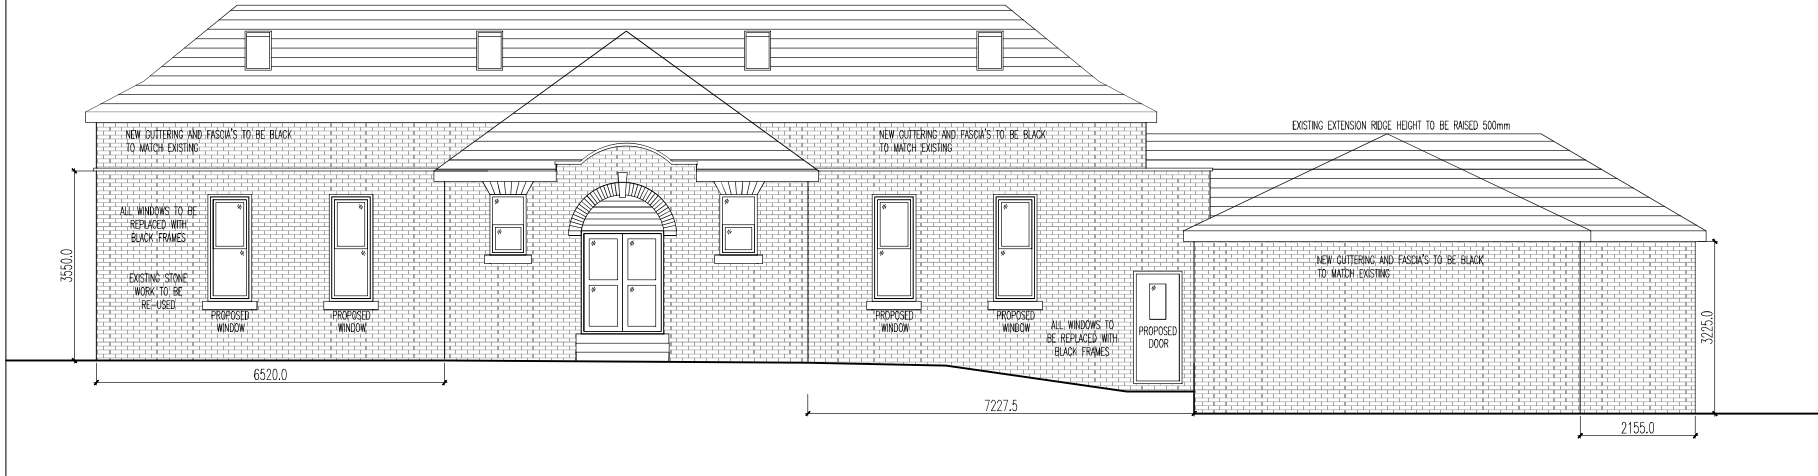 NEW GUTTERING AND FASCIA'S TO BE BLACK
TO MATCH EXISTING
NEW GUTTERING AND FASCIA'S TO BE BLACK
TO MATCH EXISTING
EXISTING EXTENSION RIDGE HEIGHT TO BE RAISED 500mm
ALL WINDOWS TO BE
REPLACED WITH
BLACK FRAMES
3550.0
EXISTING STONE
WORK TO BE
RE-USED
NEW GUTTERING AND FASCIA'S TO BE BLACK
TO MATCH EXISTING
PROPOSED
WINDOW
PROPOSED
WINDOW
PROPOSED
WINDOW
PROPOSED
WINDOW
ALL WINDOWS TO
BE REPLACED WITH
BLACK FRAMES
PROPOSED
DOOR
3225.0
6520.0
7227.5
2155.0